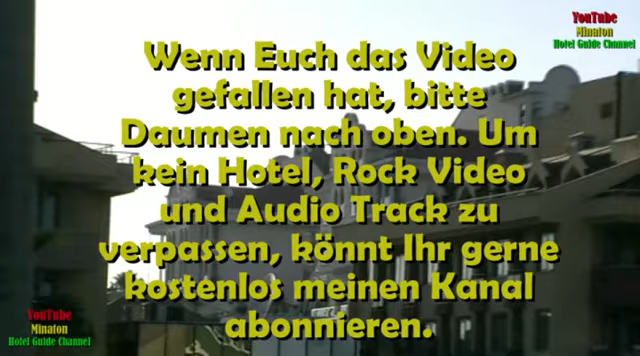 YouTube
Minaton
Hotel Guide Channel
Wenn Euch das Video
gefallen hat, bitte
Daumen nach oben. Um
kein Hotel, Rock Video
und Audio Track zu
verpassen, könnt Ihr gerne
kostenlos meinen Kanal
abonnieren.
YouTube
Minaton
Hotel Guide Channel